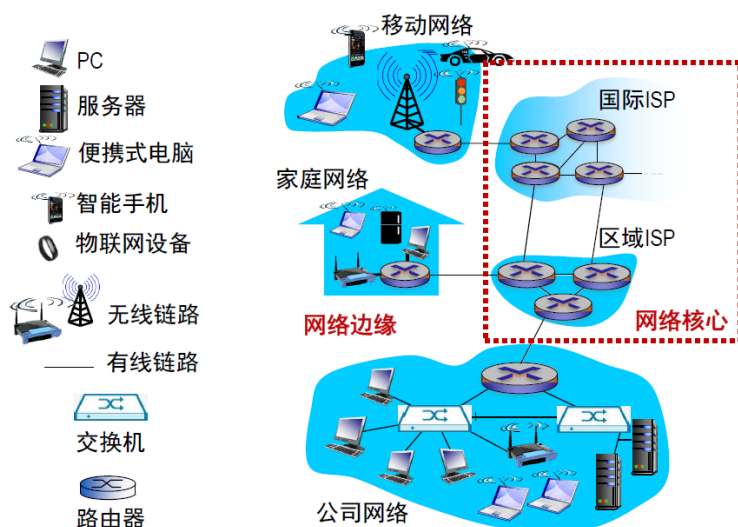 PC
服务器
便携式电脑
智能手机
物联网设备
无线链路
有线链路
交换机
路由器
移动网络
国际ISP
家庭网络
区域ISP
网络边缘
网络核心
公司网络